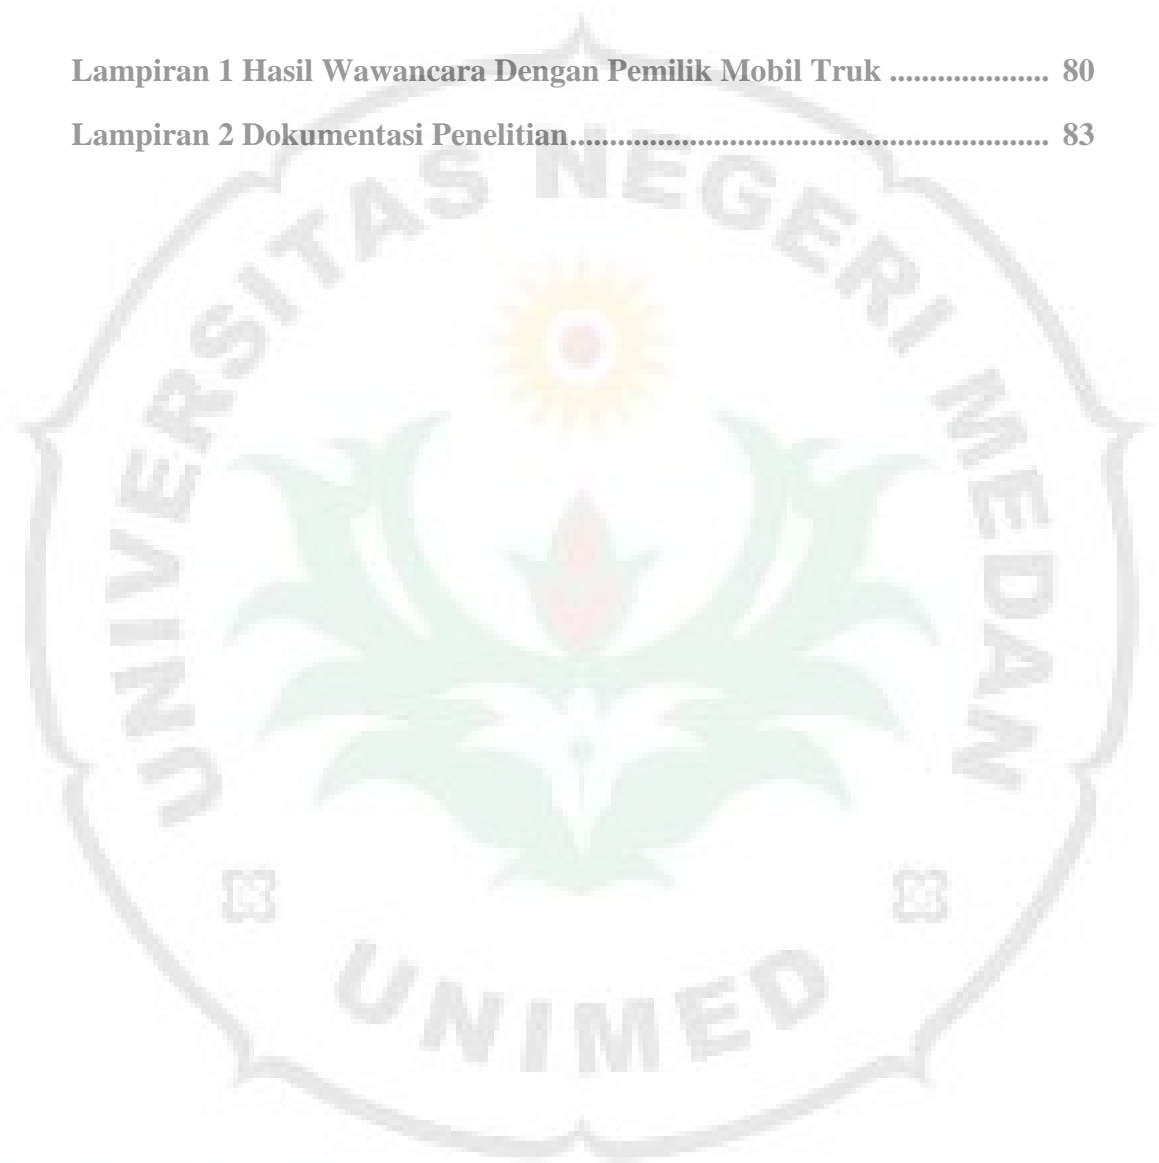 Lampiran 1 Hasil Wawancara Dengan Pemilik Mobil Truk .................... 80
Lampiran 2 Dokumentasi Penelitian............................................................ 83
UNIVERSITAS NEGERI MEDAN
UNIMED